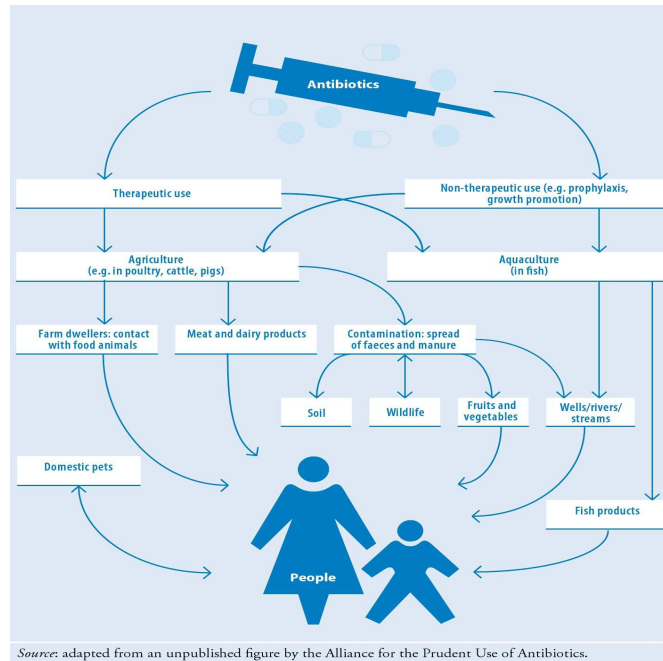 Antibiotics
Therapeutic use
Non-therapeutic use (e.g. prophylaxis,
growth promotion)
Agriculture
(e.g. in poultry, cattle, pigs)
Aquaculture
(in fish)
Farm dwellers: contact
with food animals
Meat and dairy products
Contamination: spread
of faeces and manure
Soil
Wildlife
Fruits and
vegetables
Wells/rivers/
streams
Domestic pets
Fish products
People
Source: adapted from an unpublished figure by the Alliance for the Prudent Use of Antibiotics.